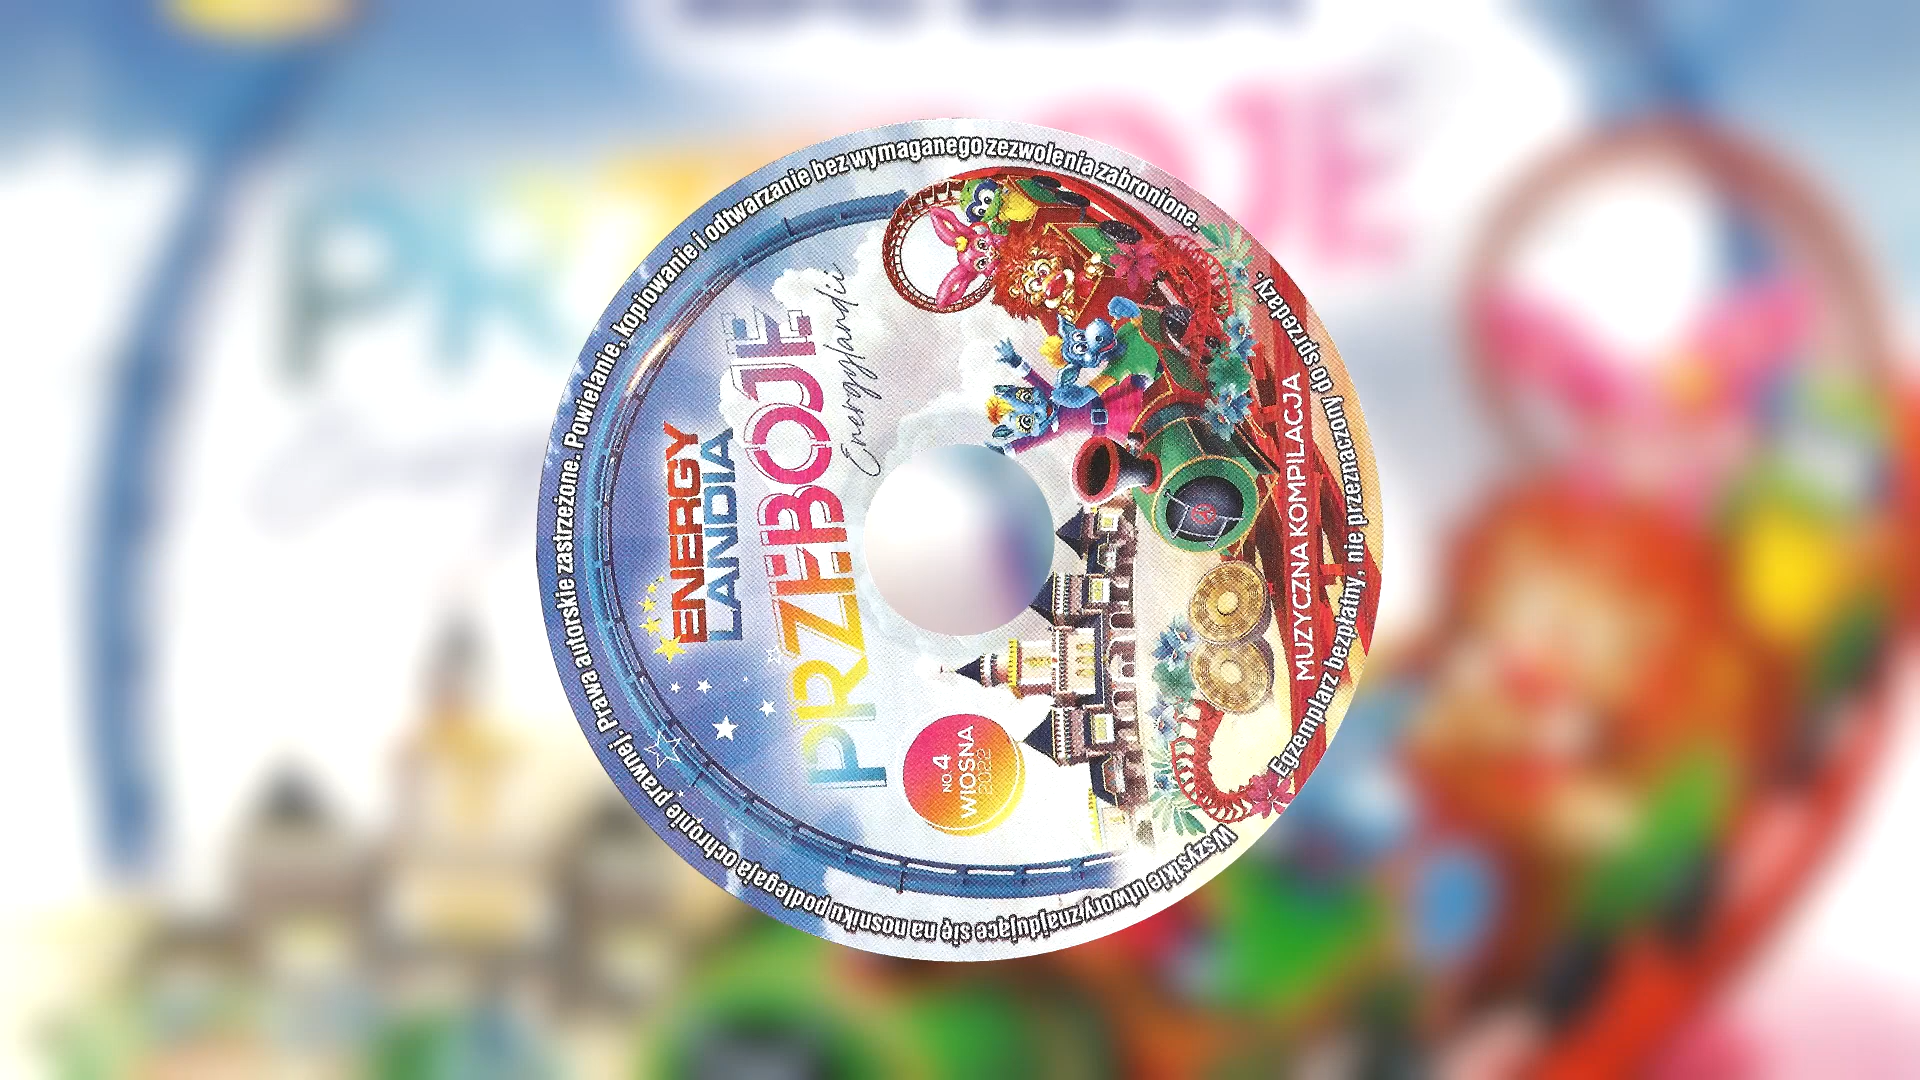 ENERGY
LANDIA
PRZEBOJE
Energylandii
NO.4
WIOSNA
2022
MUZYCZNA KOMPILACJA
Wszystkie utwory znajdujące się na nośniku podlegają ochronie prawnej. Prawa autorskie zastrzeżone. Powielanie, kopiowanie i odtwarzanie bez wymaganego zezwolenia zabronione.
Egzemplarz bezpłatny, nie przeznaczony do sprzedaży.